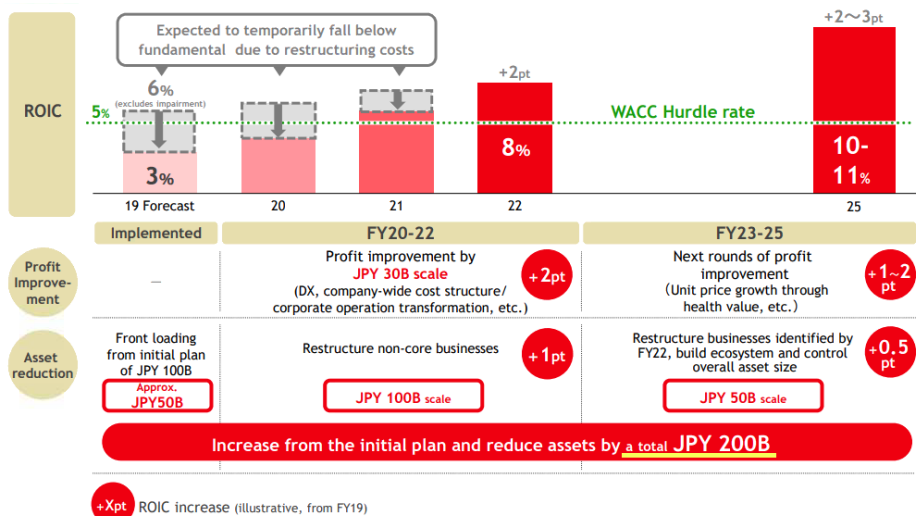 +2～3pt
Expected to temporarily fall below
fundamental due to restructuring costs
+2pt
6%
(excludes impairment)
ROIC
5%
WACC Hurdle rate
3%
8%
10-
11%
19 Forecast
20
21
22
25
Implemented
FY20-22
FY23-25
Profit
Improve-
ment
—
Profit improvement by
JPY 30B scale
(DX, company-wide cost structure/
corporate operation transformation, etc.)
+2pt
Next rounds of profit
improvement
(Unit price growth through
health value, etc.)
+1~2
pt
Asset
reduction
Front loading
from initial plan
of JPY 100B
Approx.
JPY50B
Restructure non-core businesses
+1pt
JPY 100B scale
Restructure businesses identified by
FY22, build ecosystem and control
overall asset size
+0.5
pt
JPY 50B scale
Increase from the initial plan and reduce assets by a total JPY 200B
+Xpt ROIC increase (illustrative, from FY19)